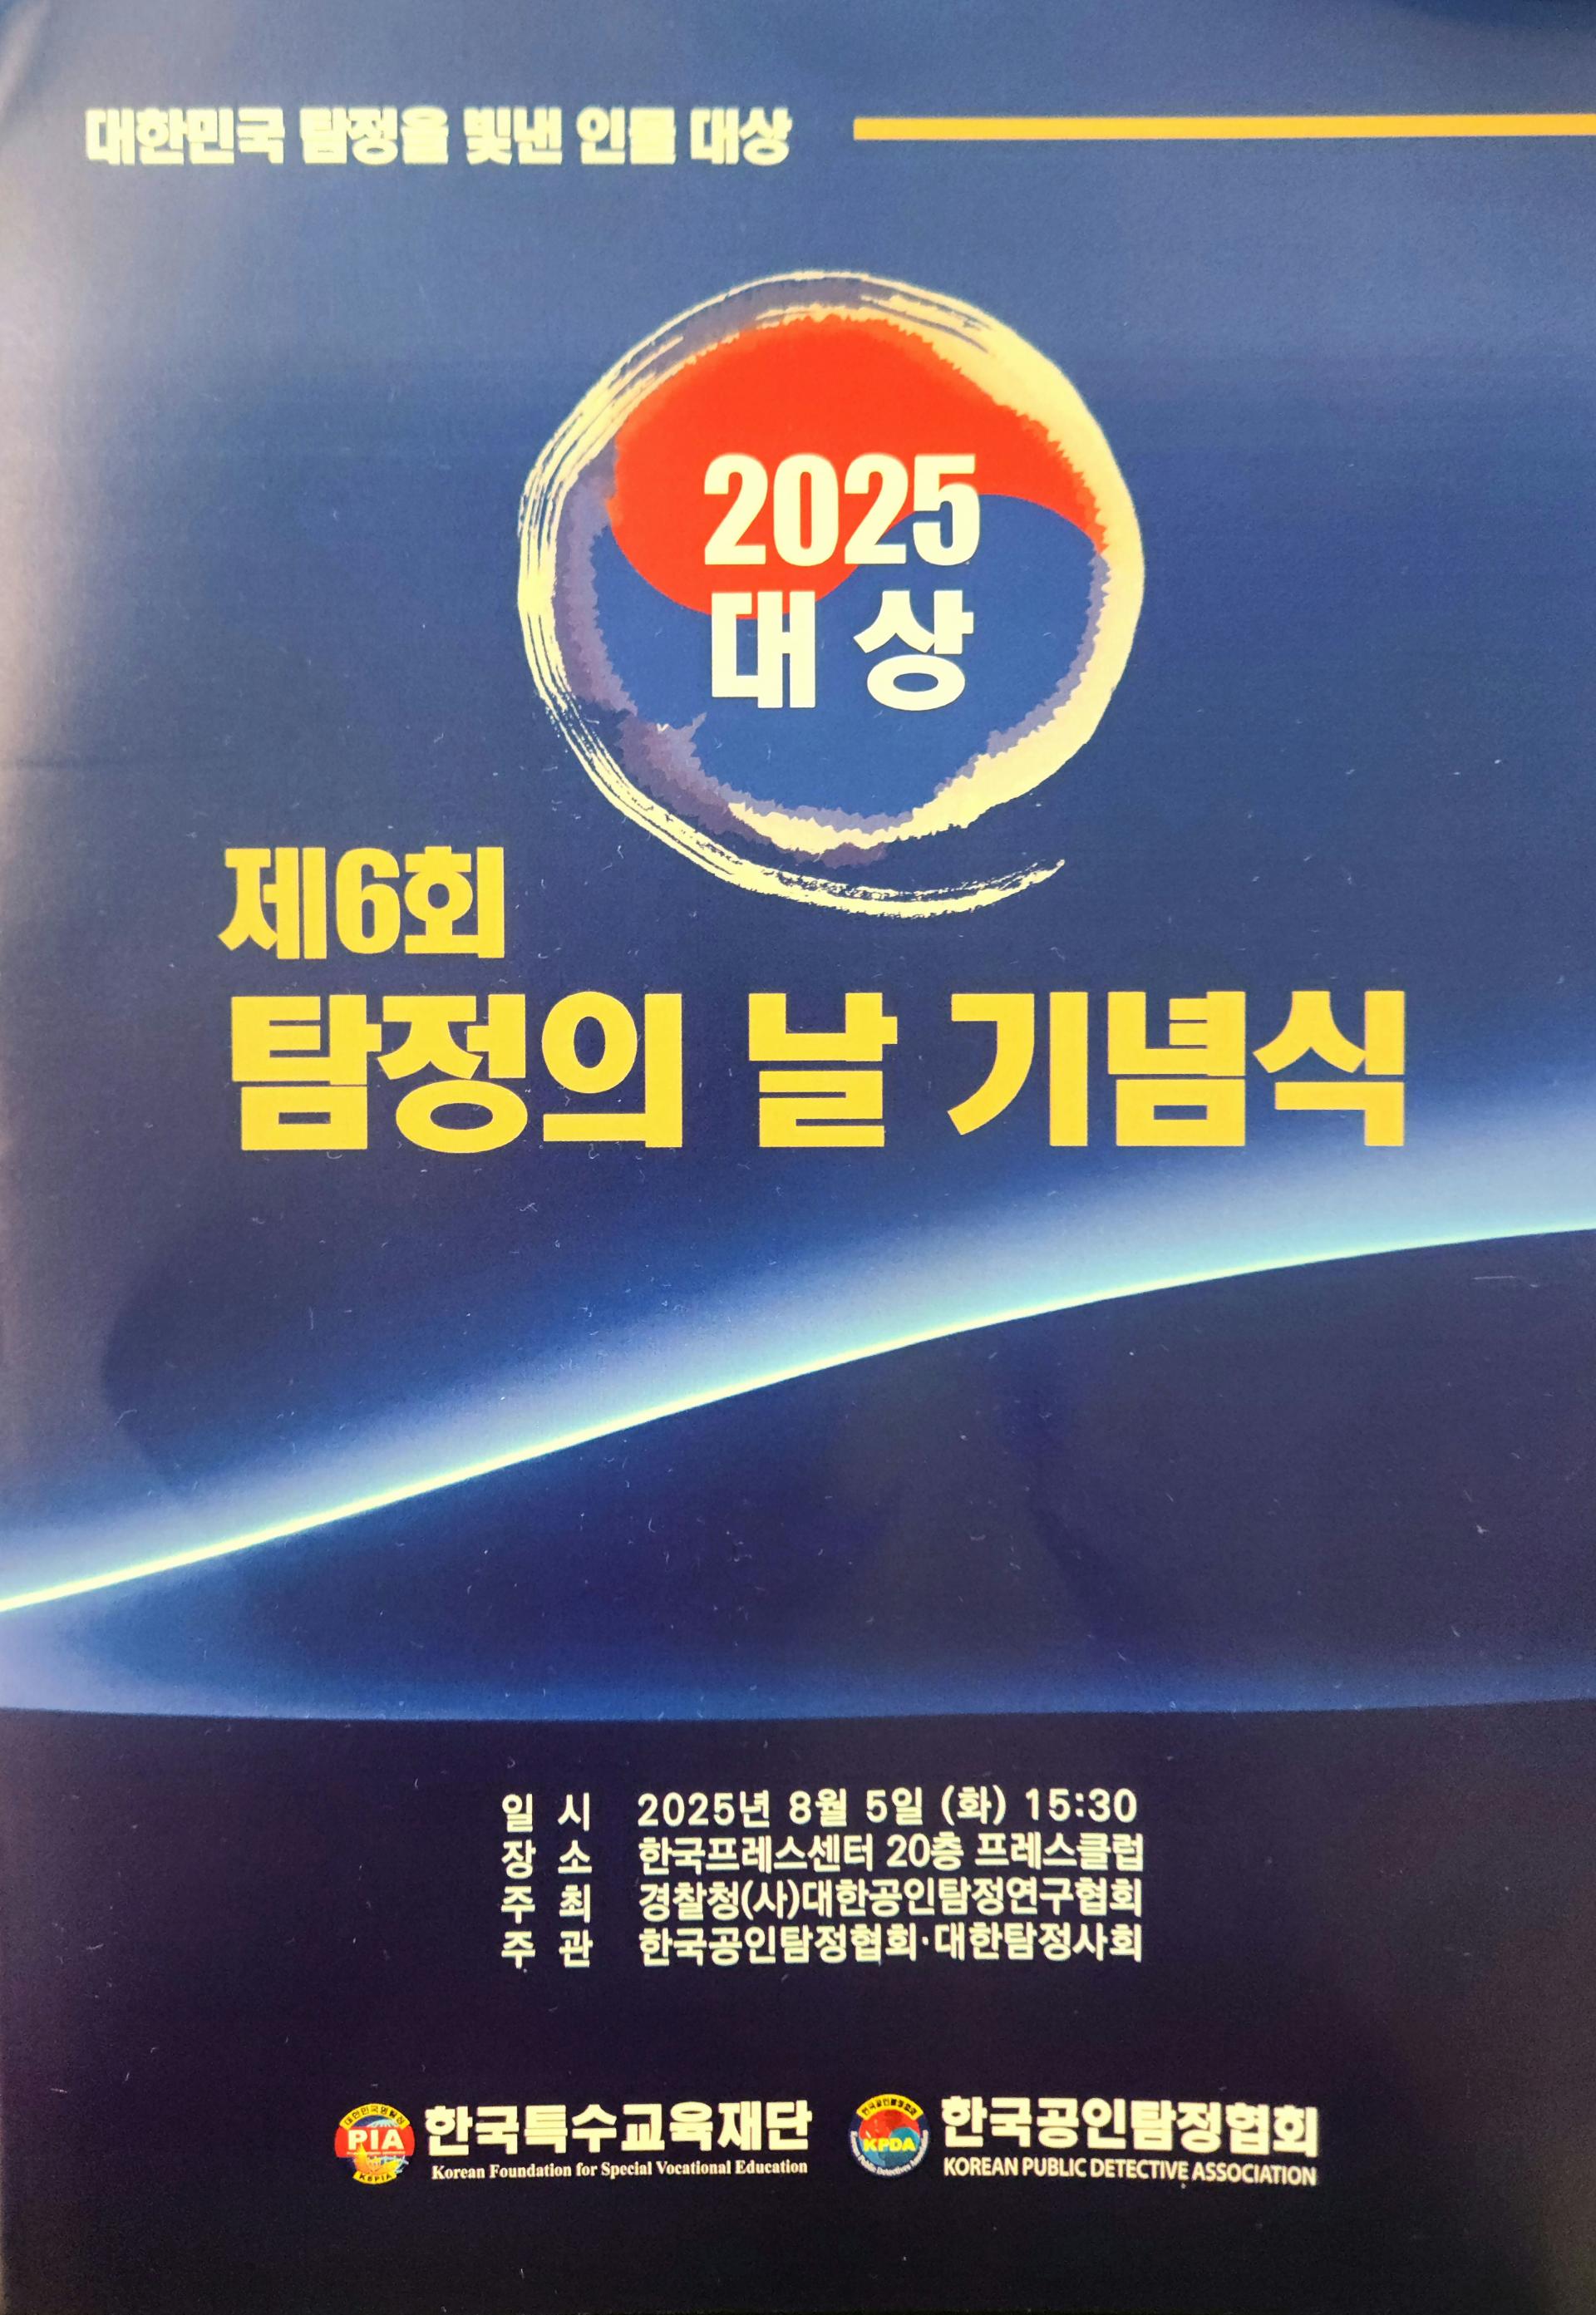 대한민국 탐정을 빛낸 인물 대상
2025
대상
제6회
탐정의 날 기념식
일 시 2025년 8월 5일 (화) 15:30
장 소 한국프레스센터 20층 프레스클럽
주 최 경찰청(사)대한공인탐정연구협회
주 관 한국공인탐정협회·대한탐정사회
PIA
KSPIA
한국특수교육재단
Korean Foundation for Special Vocational Education
KPDA
한국공인탐정협회
KOREAN PUBLIC DETECTIVE ASSOCIATION